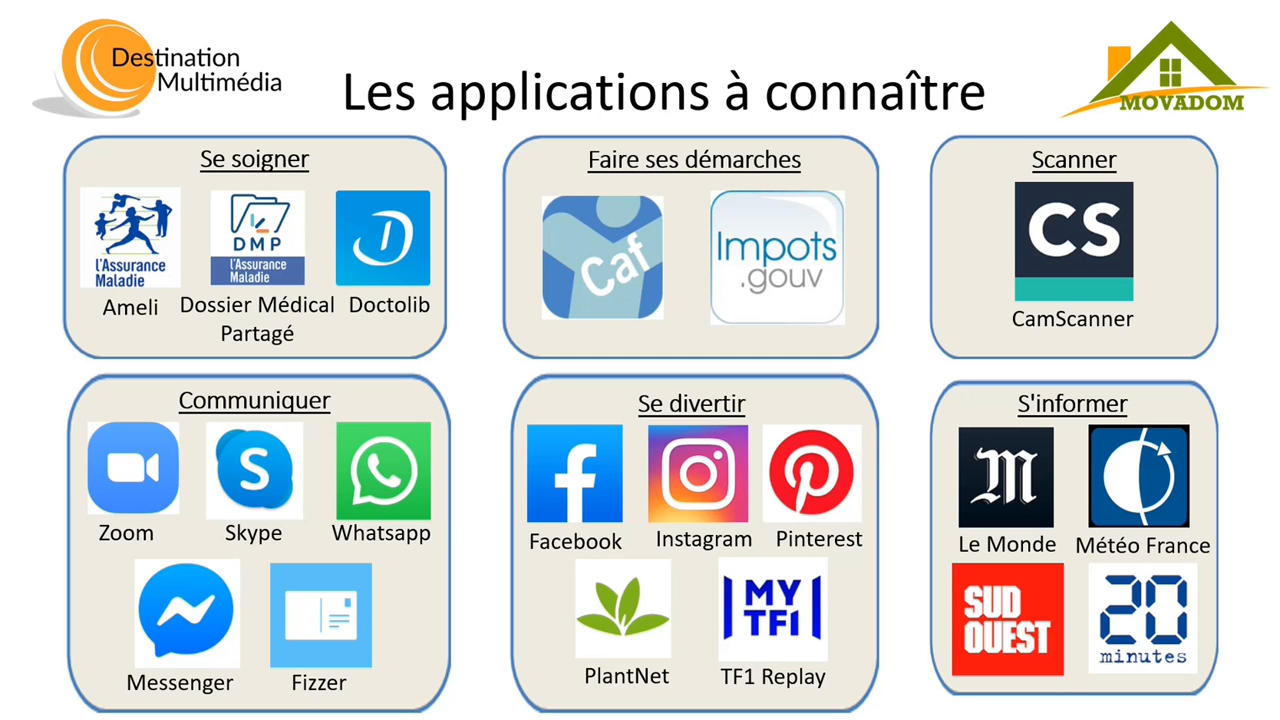 Destination
Multimédia
Les applications à connaître
MOVADOM
Se soigner
l'Assurance
Maladie
Ameli
DMP
l'Assurance
Maladie
Dossier Médical
Partagé
D
Doctolib
Faire ses démarches
Caf
Impots
.gouv
Scanner
CS
CamScanner
Communiquer
Zoom
S
Skype
Whatsapp
Messenger
Fizzer
Se divertir
f
Facebook
Instagram
Pinterest
PlantNet
MY
TF1
TF1 Replay
S'informer
M
Le Monde
Météo France
SUD
OUEST
20
minutes